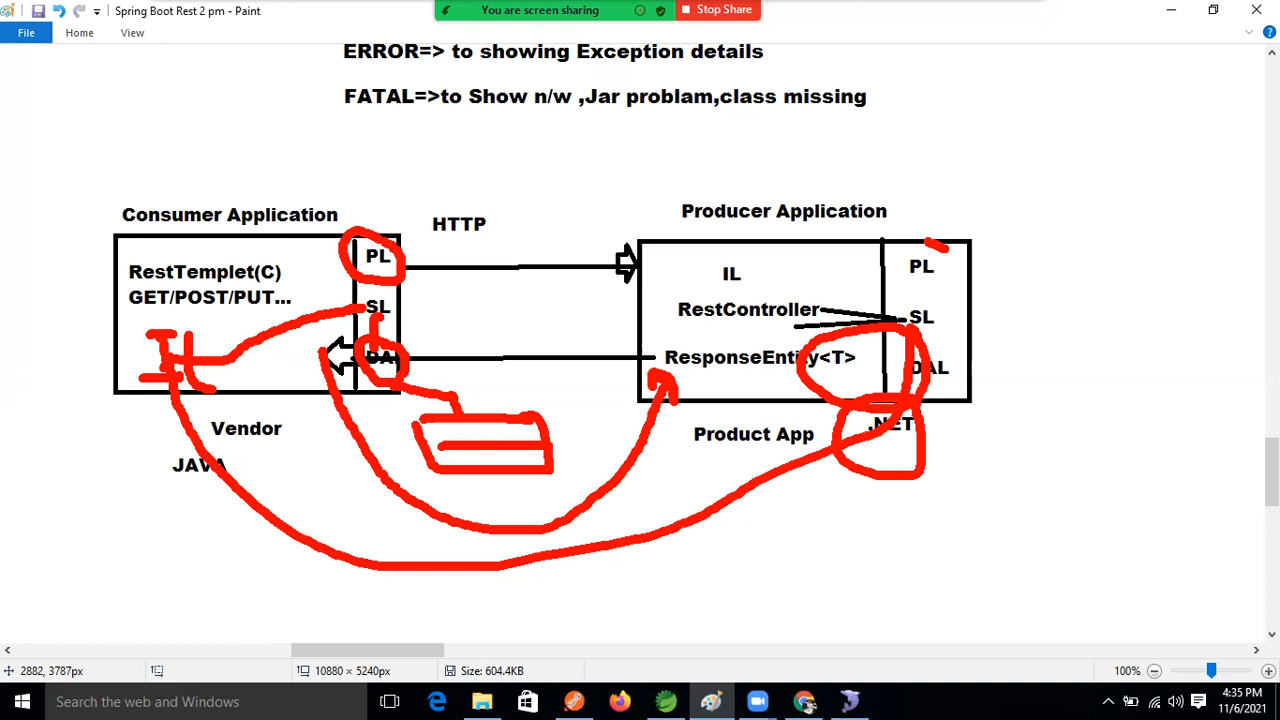 Spring Boot Rest 2 pm - Paint
You are screen sharing
Stop Share
File
Home
View
ERROR=> to showing Exception details
FATAL=>to Show n/w ,Jar problam,class missing
Consumer Application
HTTP
Producer Application
RestTemplet(C)
GET/POST/PUT...
PL
SL
DAL
IL
RestController
ResponseEntity<T>
PL
SL
DAL
Vendor
JAVA
Product App
.NET
IL
2882, 3787px
10880 × 5240px
Size: 604.4KB
100%
Search the web and Windows
4:35 PM
11/6/2021